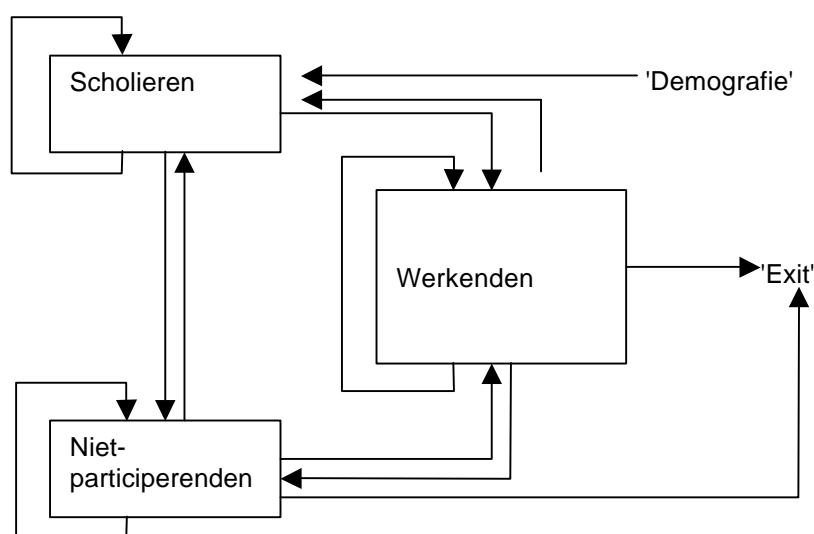 Scholieren
'Demografie'
Werkenden
'Exit'
Niet-
participerenden